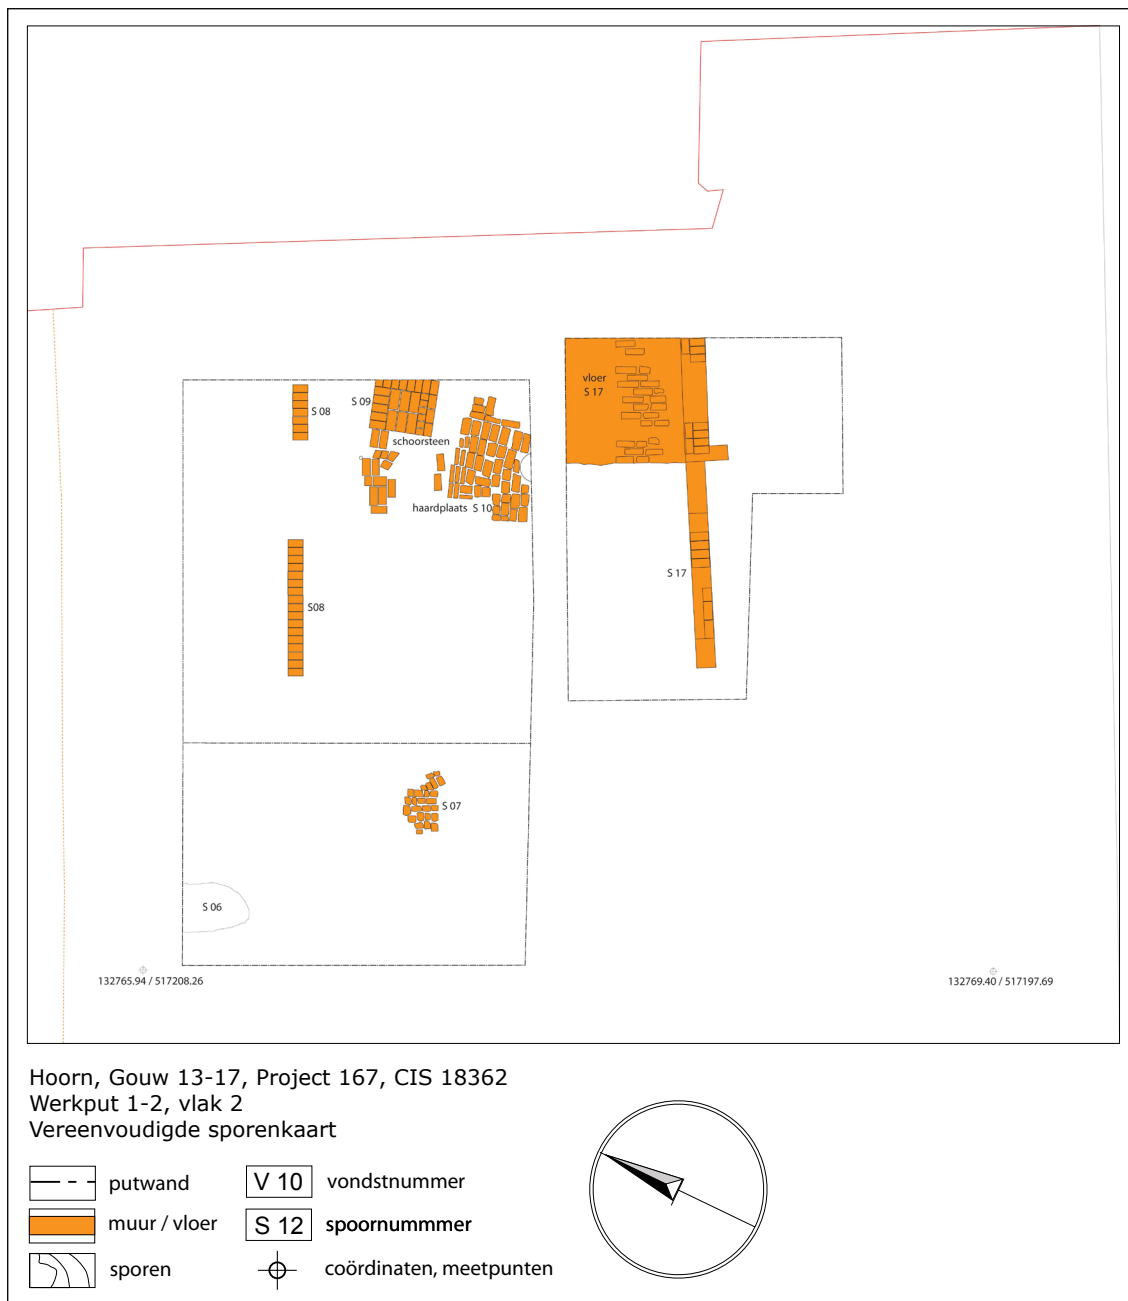 vloer
S 17
S 08
S 09
schoorsteen
haardplaats S 10
S 17
S08
S 07
S 06
132765.94 / 517208.26
132769.40 / 517197.69
Hoorn, Gouw 13-17, Project 167, CIS 18362
Werkput 1-2, vlak 2
Vereenvoudigde sporenkaart
putwand
V 10 vondstnummer
muur / vloer
S 12 spoornummmer
sporen
coördinaten, meetpunten